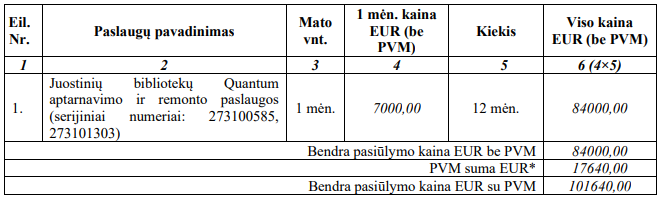 Eil. Nr. Paslaugų pavadinimas Mato vnt. 1 mėn. kaina EUR (be PVM) Kiekis Viso kaina EUR (be PVM)
1 2 3 4 5 6 (4×5)
1. Juostinių bibliotekų Quantum aptarnavimo ir remonto paslaugos (serijiniai numeriai: 273100585, 273101303) 1 mėn. 7000,00 12 mėn. 84000,00
Bendra pasiūlymo kaina EUR be PVM 84000,00
PVM suma EUR* 17640,00
Bendra pasiūlymo kaina EUR su PVM 101640,00